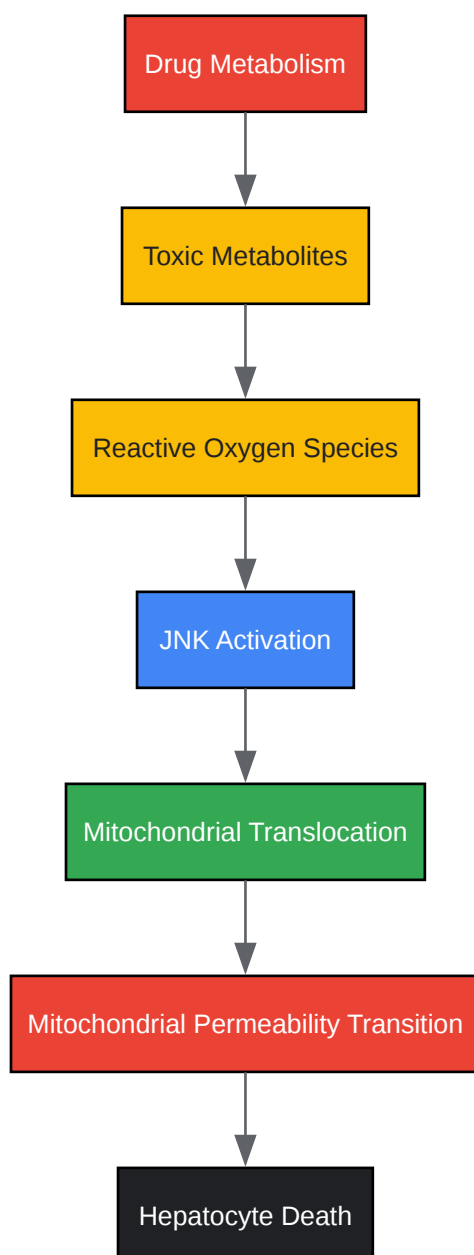 Drug Metabolism
Toxic Metabolites
Reactive Oxygen Species
JNK Activation
Mitochondrial Translocation
Mitochondrial Permeability Transition
Hepatocyte Death